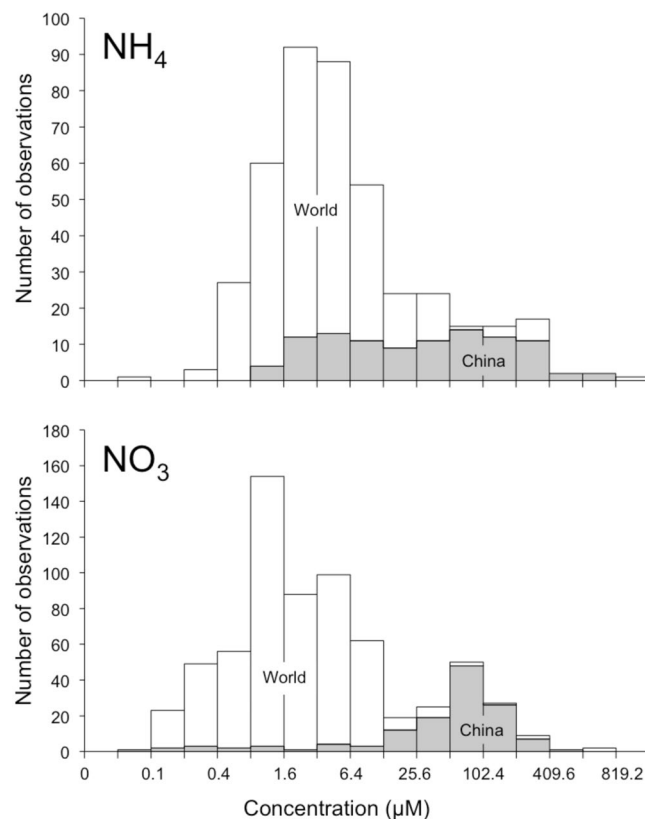 NH₄
Number of observations
100
90
80
70
60
50
40
30
20
10
0
World
China
NO₃
Number of observations
180
160
140
120
100
80
60
40
20
0
World
China
0 0.1 0.4 1.6 6.4 25.6 102.4 409.6 819.2
Concentration (µM)